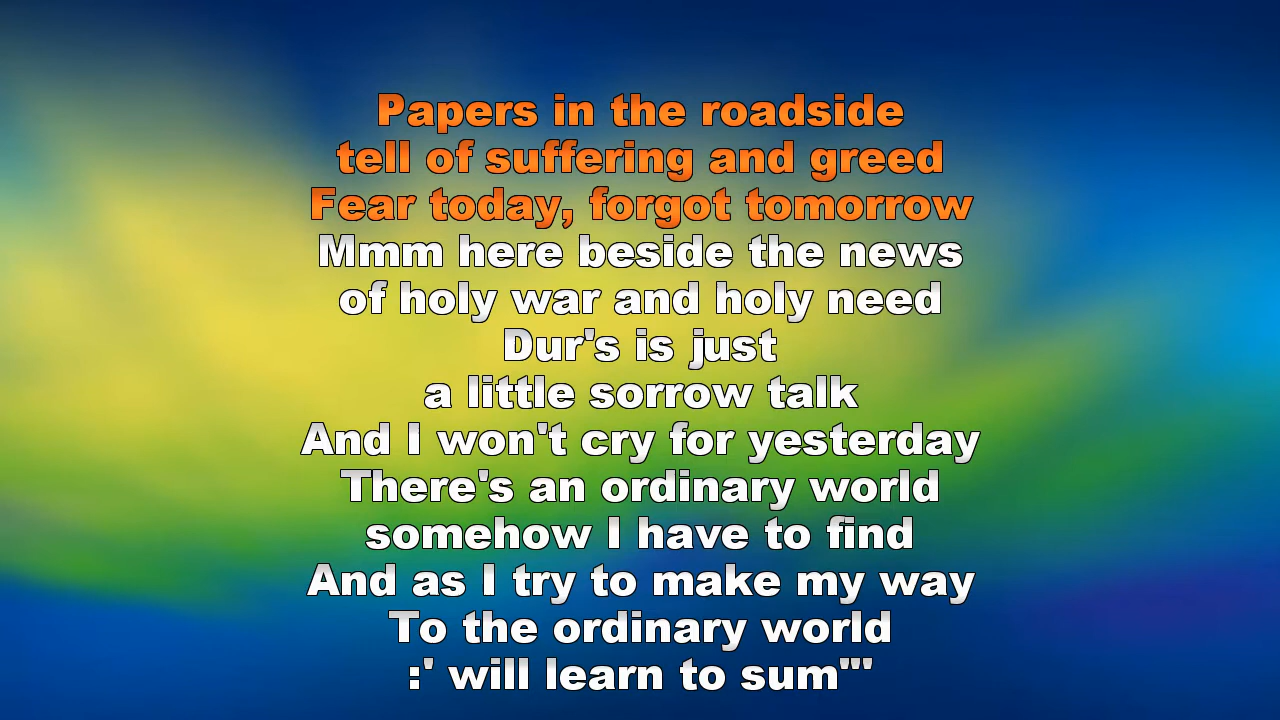 Papers in the roadside
tell of suffering and greed
Fear today, forgot tomorrow
Mmm here beside the news
of holy war and holy need
Dur's is just
a little sorrow talk
And I won't cry for yesterday
There's an ordinary world
somehow I have to find
And as I try to make my way
To the ordinary world
:' will learn to sum"'